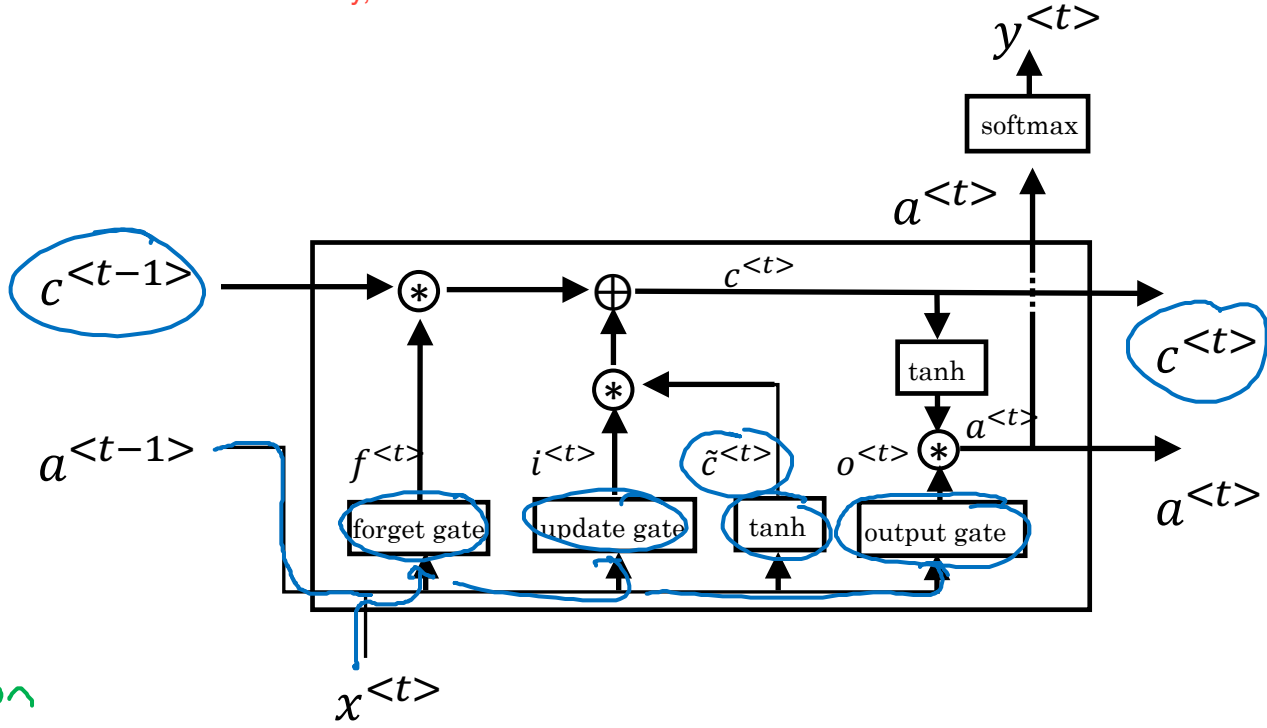 y,
y<t>
softmax
a<t>
c<t-1>
c<t>
c<t>
tanh
a<t-1>
f<t>
i<t>
c̃<t>
o<t>
a<t>
a<t>
forget gate
update gate
tanh
output gate
x<t>